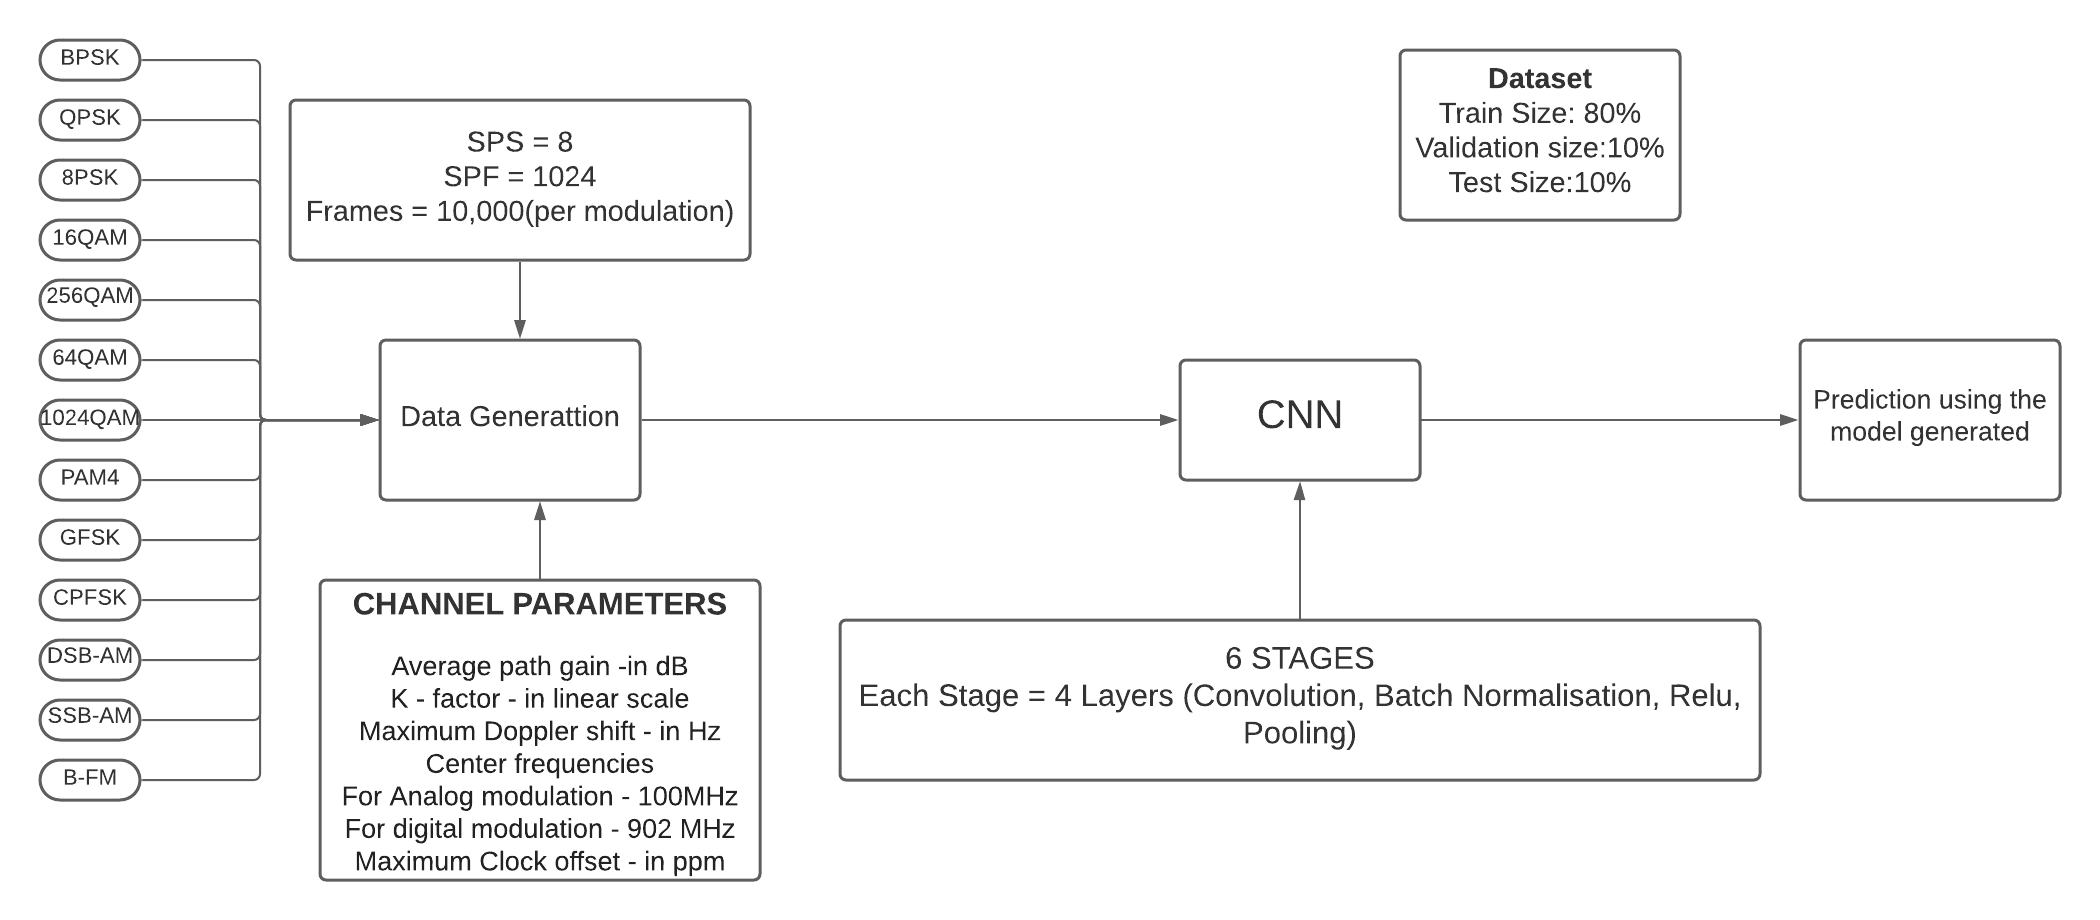 BPSK
QPSK
8PSK
16QAM
256QAM
64QAM
1024QAM
PAM4
GFSK
CPFSK
DSB-AM
SSB-AM
B-FM
SPS = 8
SPF = 1024
Frames = 10,000(per modulation)
Data Generattion
CHANNEL PARAMETERS
Average path gain -in dB
K - factor - in linear scale
Maximum Doppler shift - in Hz
Center frequencies
For Analog modulation - 100MHz
For digital modulation - 902 MHz
Maximum Clock offset - in ppm
CNN
6 STAGES
Each Stage = 4 Layers (Convolution, Batch Normalisation, Relu,
Pooling)
Dataset
Train Size: 80%
Validation size:10%
Test Size:10%
Prediction using the
model generated